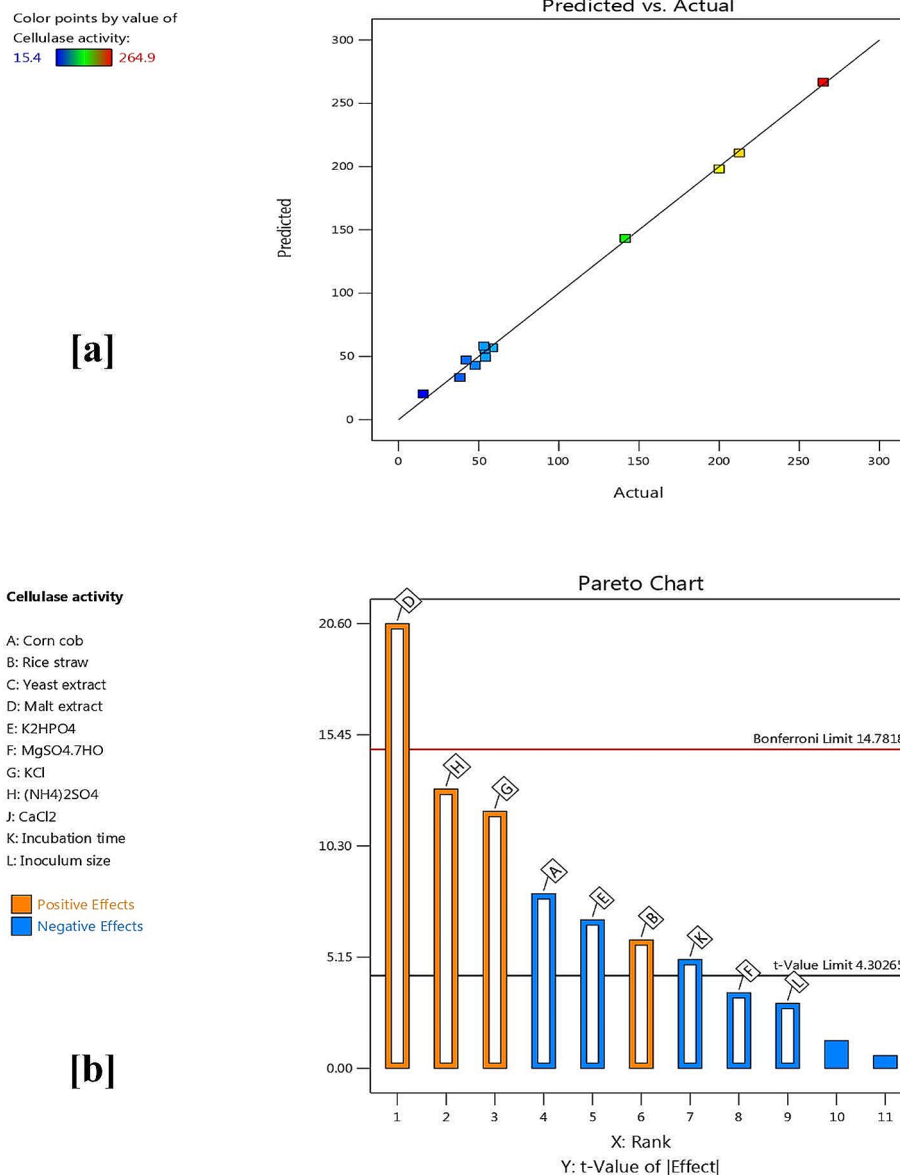 Color points by value of
Cellulase activity:
15.4 264.9
Predicted vs. Actual
300
250
200
150
100
50
0
Predicted
0 50 100 150 200 250 300
Actual
[a]
Cellulase activity
A: Corn cob
B: Rice straw
C: Yeast extract
D: Malt extract
E: K2HPO4
F: MgSO4.7HO
G: KCl
H: (NH4)2SO4
J: CaCl2
K: Incubation time
L: Inoculum size
Positive Effects
Negative Effects
[b]
Pareto Chart
20.60
15.45
10.30
5.15
0.00
D
H
G
A
E
B
K
F
L
Bonferroni Limit 14.7818
t-Value Limit 4.30265
1 2 3 4 5 6 7 8 9 10 11
X: Rank
Y: t-Value of |Effect|